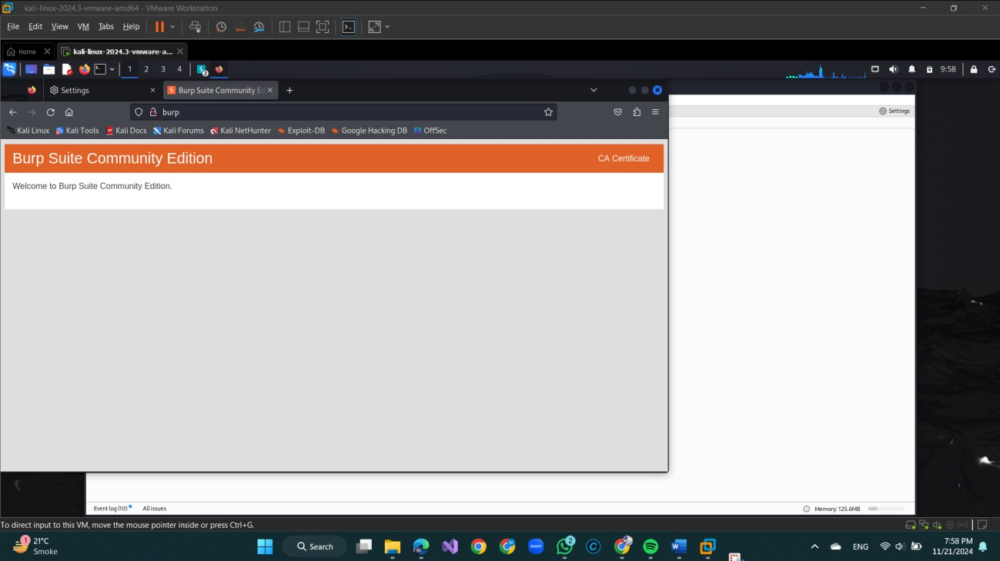 kali-linux-2024.3-vmware-amd64 - VMware Workstation
File Edit View VM Tabs Help
Home kali-linux-2024.3-vmware-a...
1 2 3 4 2 9:58
Settings Burp Suite Community Ed
burp
Settings
Kali Linux Kali Tools Kali Docs Kali Forums Kali NetHunter Exploit-DB Google Hacking DB OffSec
Burp Suite Community Edition CA Certificate
Welcome to Burp Suite Community Edition.
Event log (10) All issues Memory: 125.6MB
To direct input to this VM, move the mouse pointer inside or press Ctrl+G.
1 21°C
Smoke
Search
zoom
2
ENG
7:58 PM
11/21/2024